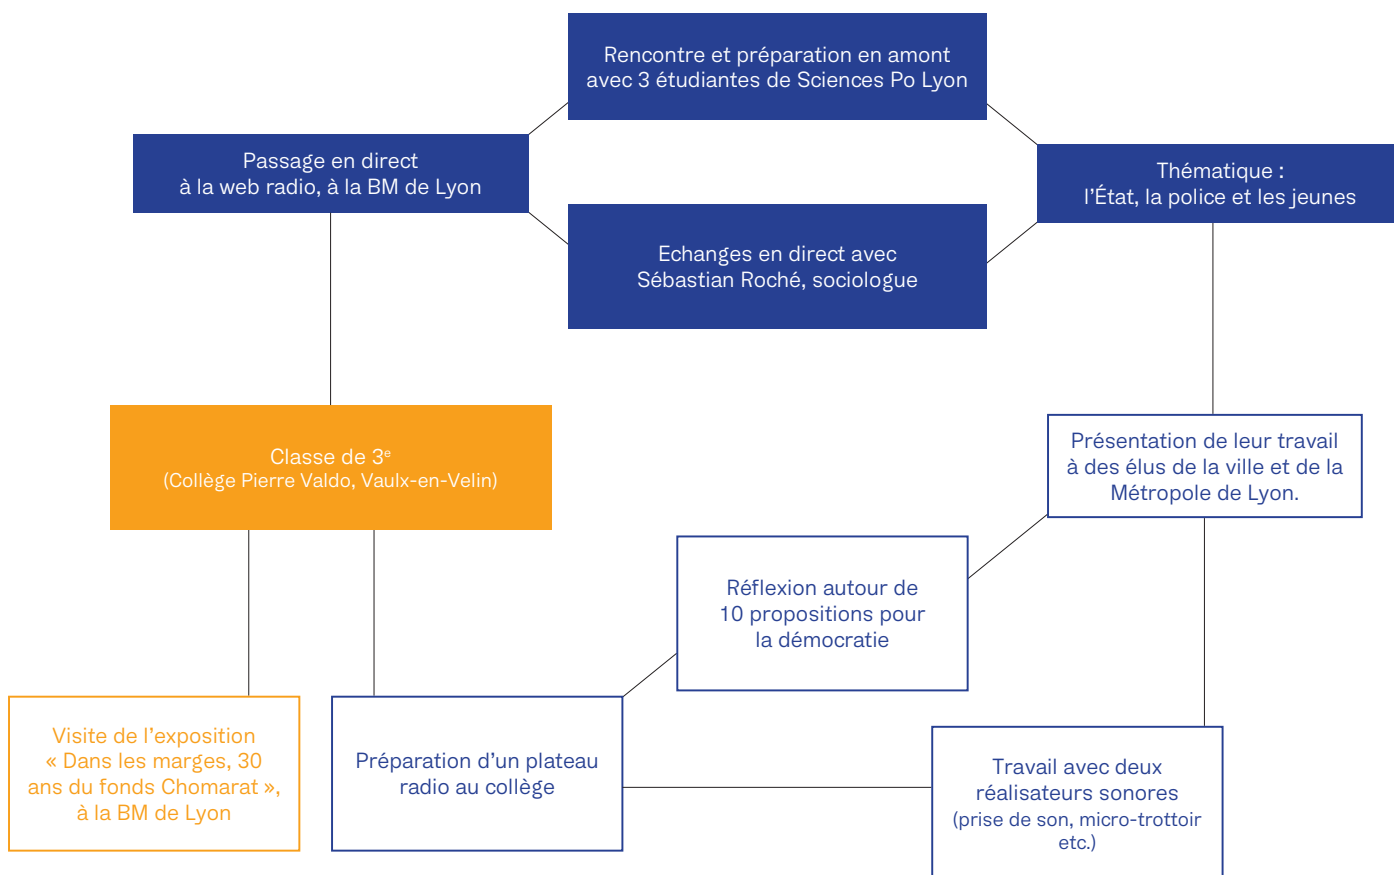 Rencontre et préparation en amont
avec 3 étudiantes de Sciences Po Lyon
Passage en direct
à la web radio, à la BM de Lyon
Thématique :
l'État, la police et les jeunes
Echanges en direct avec
Sébastian Roché, sociologue
Classe de 3ᵉ
(Collège Pierre Valdo, Vaulx-en-Velin)
Présentation de leur travail
à des élus de la ville et de la
Métropole de Lyon.
Réflexion autour de
10 propositions pour
la démocratie
Visite de l'exposition
« Dans les marges, 30
ans du fonds Chomarat »,
à la BM de Lyon
Préparation d'un plateau
radio au collège
Travail avec deux
réalisateurs sonores
(prise de son, micro-trottoir
etc.)